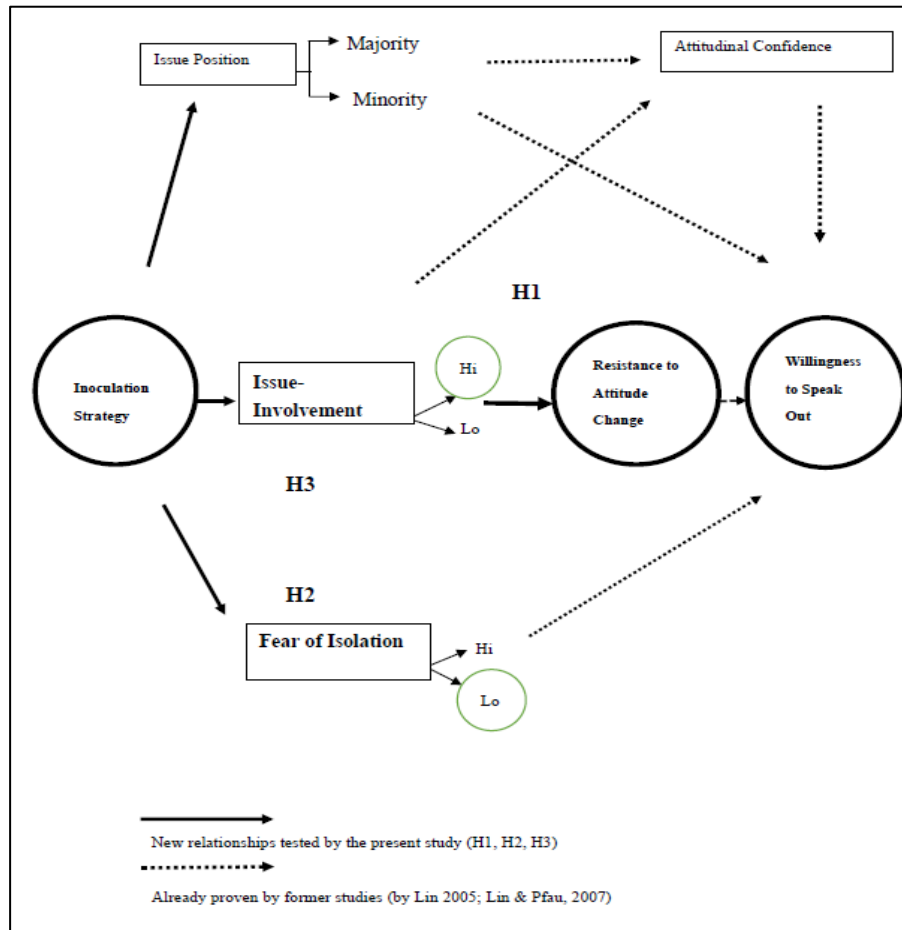 Majority
Issue Position
Minority
Attitudinal Confidence
H1
Inoculation
Strategy
Issue-
Involvement
Hi
Lo
Resistance to
Attitude
Change
Willingness
to Speak
Out
H3
H2
Fear of Isolation
Hi
Lo
New relationships tested by the present study (H1, H2, H3)
Already proven by former studies (by Lin 2005; Lin & Pfau, 2007)